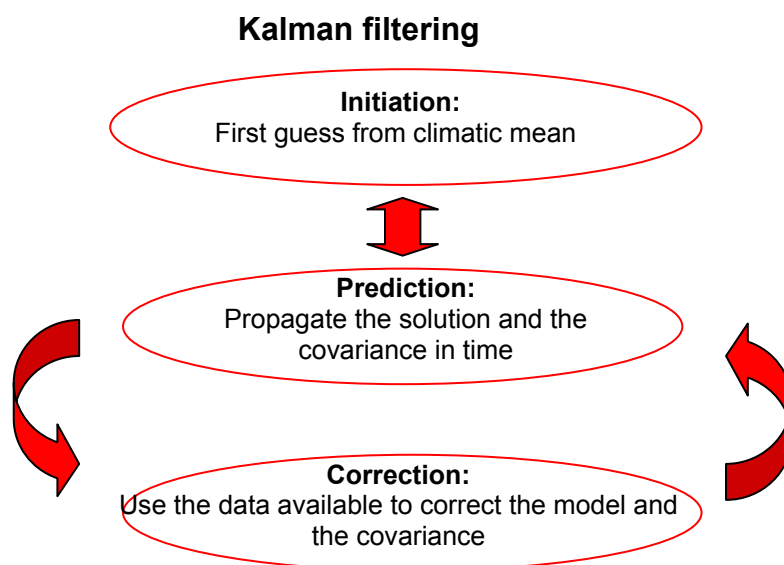 Kalman filtering
Initiation:
First guess from climatic mean
Prediction:
Propagate the solution and the
covariance in time
Correction:
Use the data available to correct the model and
the covariance